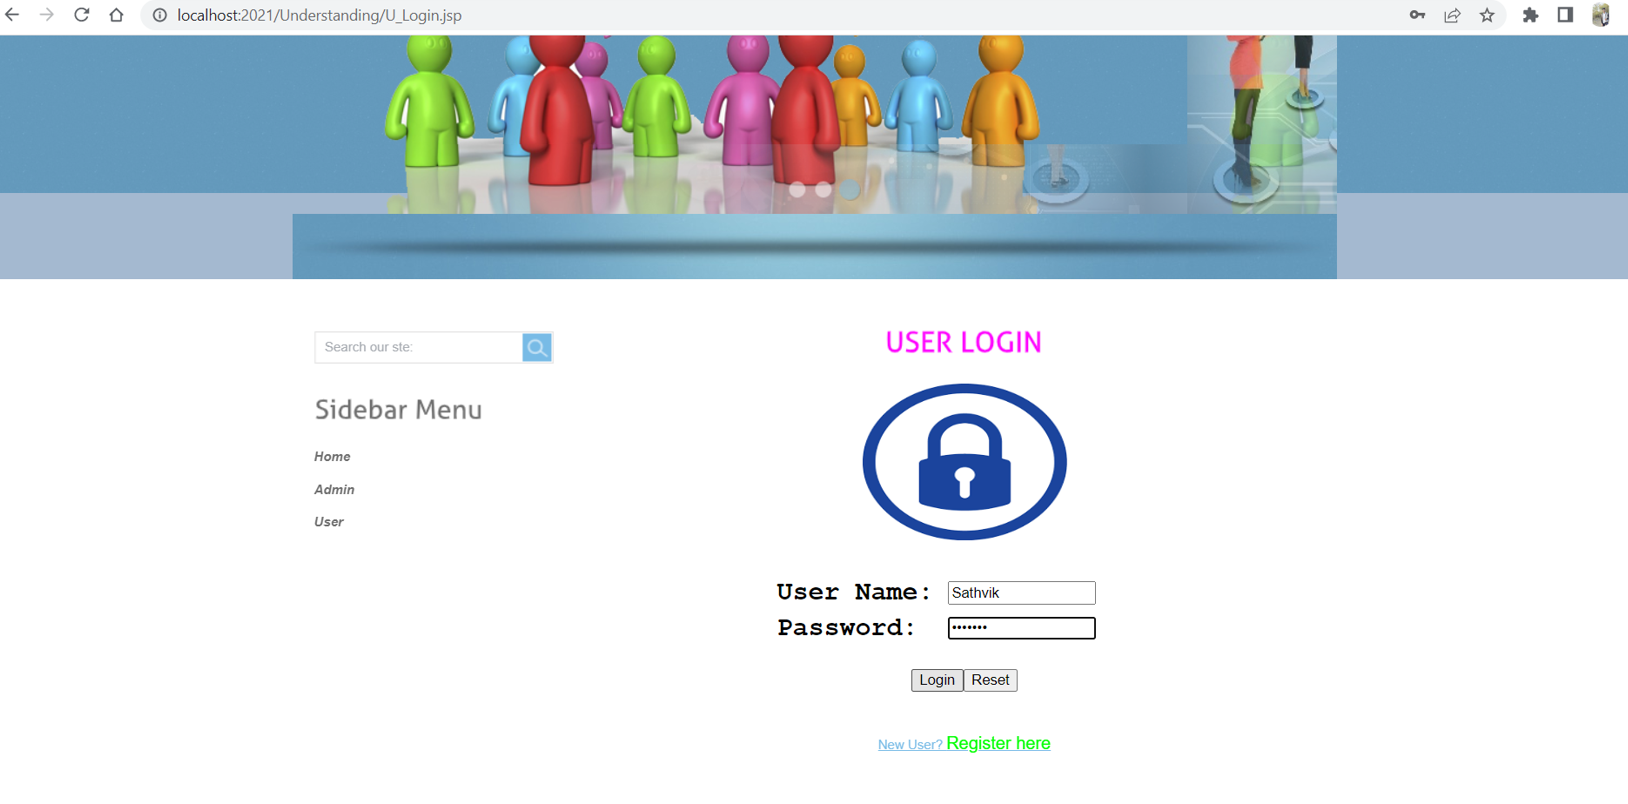 localhost:2021/Understanding/U_Login.jsp
Search our ste:
USER LOGIN
Sidebar Menu
Home
Admin
User
User Name: Sathvik
Password: •••••••
Login Reset
New User? Register here